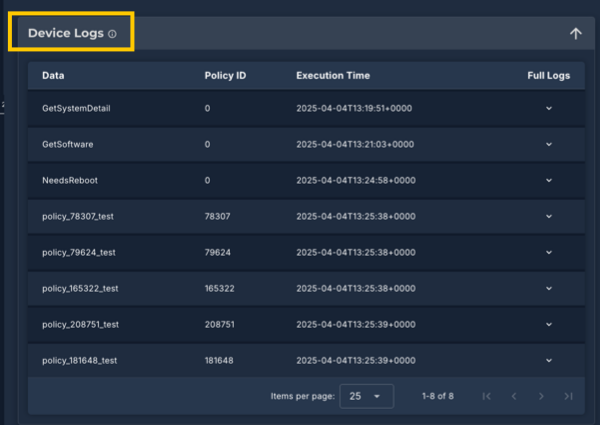 Device Logs
Data Policy ID Execution Time Full Logs
GetSystemDetail 0 2025-04-04T13:19:51+0000
GetSoftware 0 2025-04-04T13:21:03+0000
NeedsReboot 0 2025-04-04T13:24:58+0000
policy_78307_test 78307 2025-04-04T13:25:38+0000
policy_79624_test 79624 2025-04-04T13:25:38+0000
policy_165322_test 165322 2025-04-04T13:25:38+0000
policy_208751_test 208751 2025-04-04T13:25:39+0000
policy_181648_test 181648 2025-04-04T13:25:39+0000
Items per page: 25 1-8 of 8